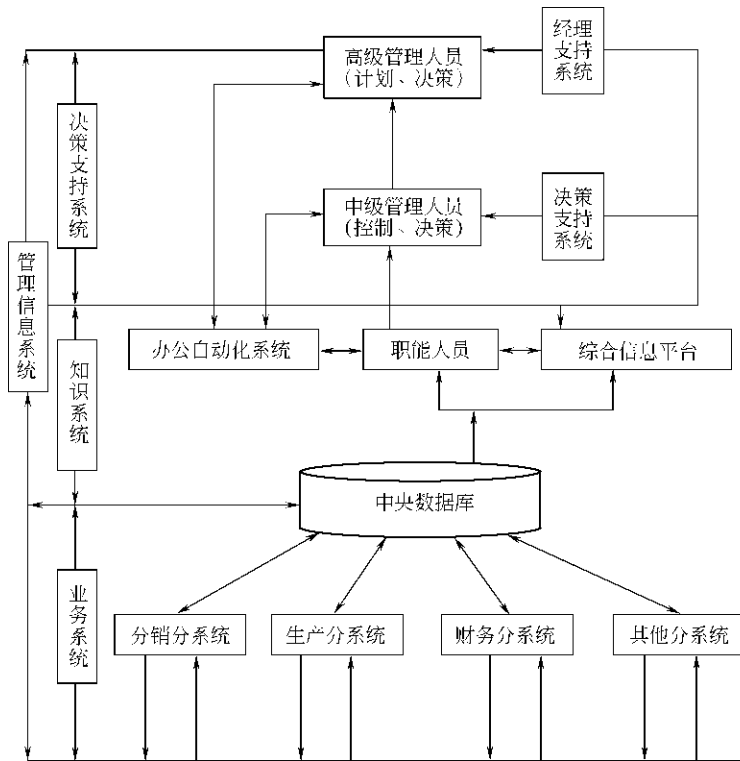 高级管理人员
(计划、决策)
经理
支持
系统
决策支持系统
中级管理人员
(控制、决策)
决策
支持
系统
管理信息系统
办公自动化系统
职能人员
综合信息平台
知识系统
中央数据库
业务系统
分销分系统
生产分系统
财务分系统
其他分系统